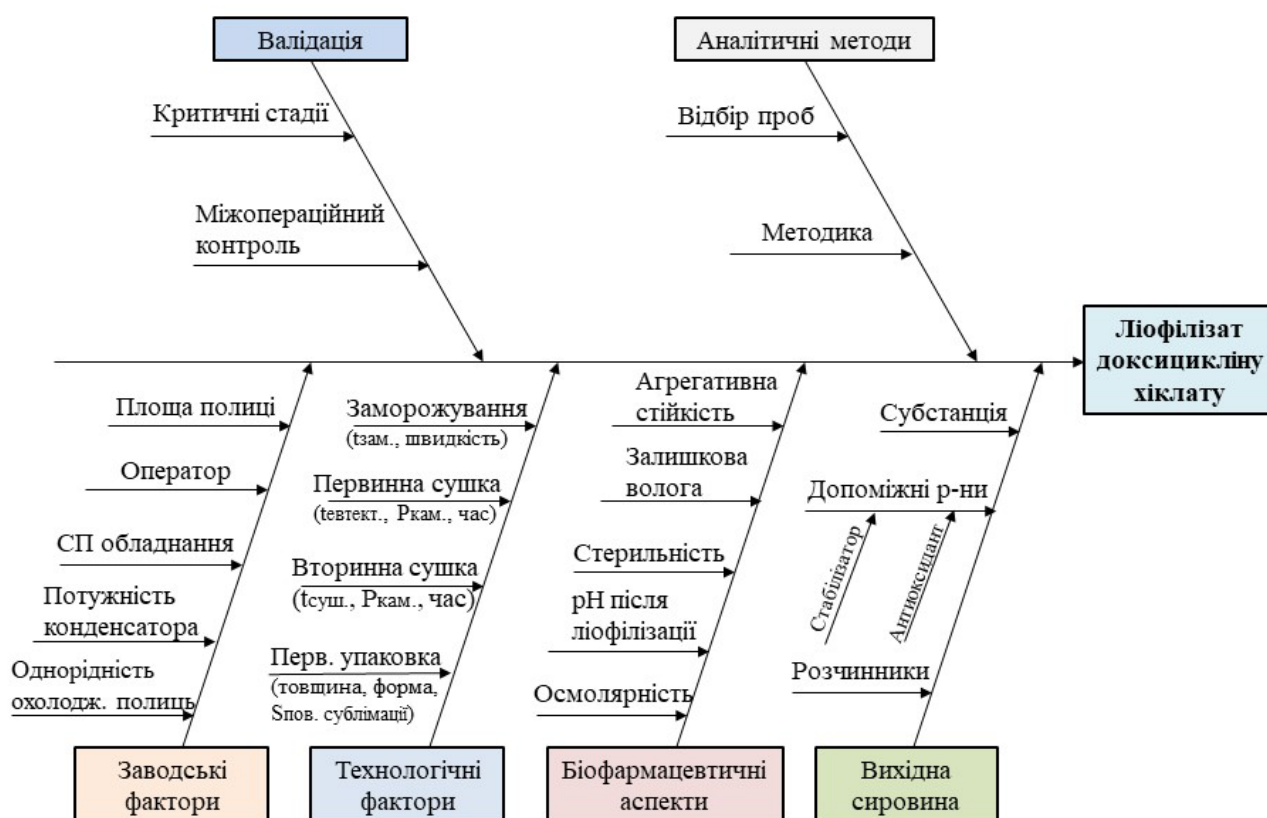 Валідація
Аналітичні методи
Критичні стадії
Відбір проб
Міжопераційний
контроль
Методика
Ліофілізат
доксицикліну
хіклату
Площа полиці
Оператор
СП обладнання
Потужність
конденсатора
Однорідність
охолодж. полиць
Заморожування
(tзам., швидкість)
Первинна сушка
(tевтект., Ркам., час)
Вторинна сушка
(tсуш., Ркам., час)
Перв. упаковка
(товщина, форма,
Sпов. сублімації)
Агрегативна
стійкість
Залишкова
волога
Стерильність
рН після
ліофілізації
Осмолярність
Субстанція
Допоміжні р-ни
Стабілізатор
Ангиоксидант
Розчинники
Заводські
фактори
Технологічні
фактори
Біофармацевтичні
аспекти
Вихідна
сировина